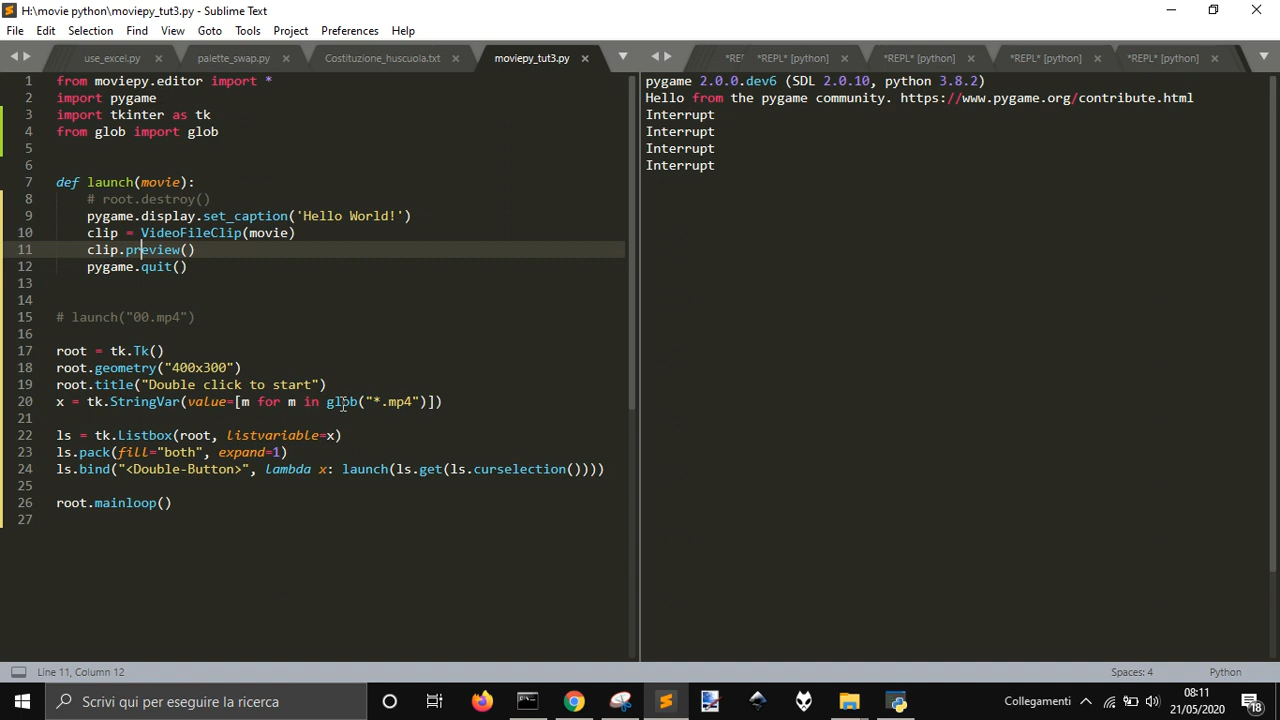 H:\movie python\moviepy_tut3.py - Sublime Text
File Edit Selection Find View Goto Tools Project Preferences Help
use_excel.py palette_swap.py Costituzione_huscuola.txt moviepy_tut3.py
*REPL* [python] *REPL* [python] *REPL* [python] *REPL* [python]
1 from moviepy.editor import *
2 import pygame
3 import tkinter as tk
4 from glob import glob
5
6
7 def launch(movie):
8     # root.destroy()
9     pygame.display.set_caption('Hello World!')
10     clip = VideoFileClip(movie)
11     clip.preview()
12     pygame.quit()
13
14
15 # launch("00.mp4")
16
17 root = tk.Tk()
18 root.geometry("400x300")
19 root.title("Double click to start")
20 x = tk.StringVar(value=[m for m in glob("*.mp4")])
21
22 ls = tk.Listbox(root, listvariable=x)
23 ls.pack(fill="both", expand=1)
24 ls.bind("<Double-Button>", lambda x: launch(ls.get(ls.curselection())))
25
26 root.mainloop()
27
pygame 2.0.0.dev6 (SDL 2.0.10, python 3.8.2)
Hello from the pygame community. https://www.pygame.org/contribute.html
Interrupt
Interrupt
Interrupt
Interrupt
Line 11, Column 12
Spaces: 4
Python
Scrivi qui per eseguire la ricerca
Collegamenti
08:11
21/05/2020
18